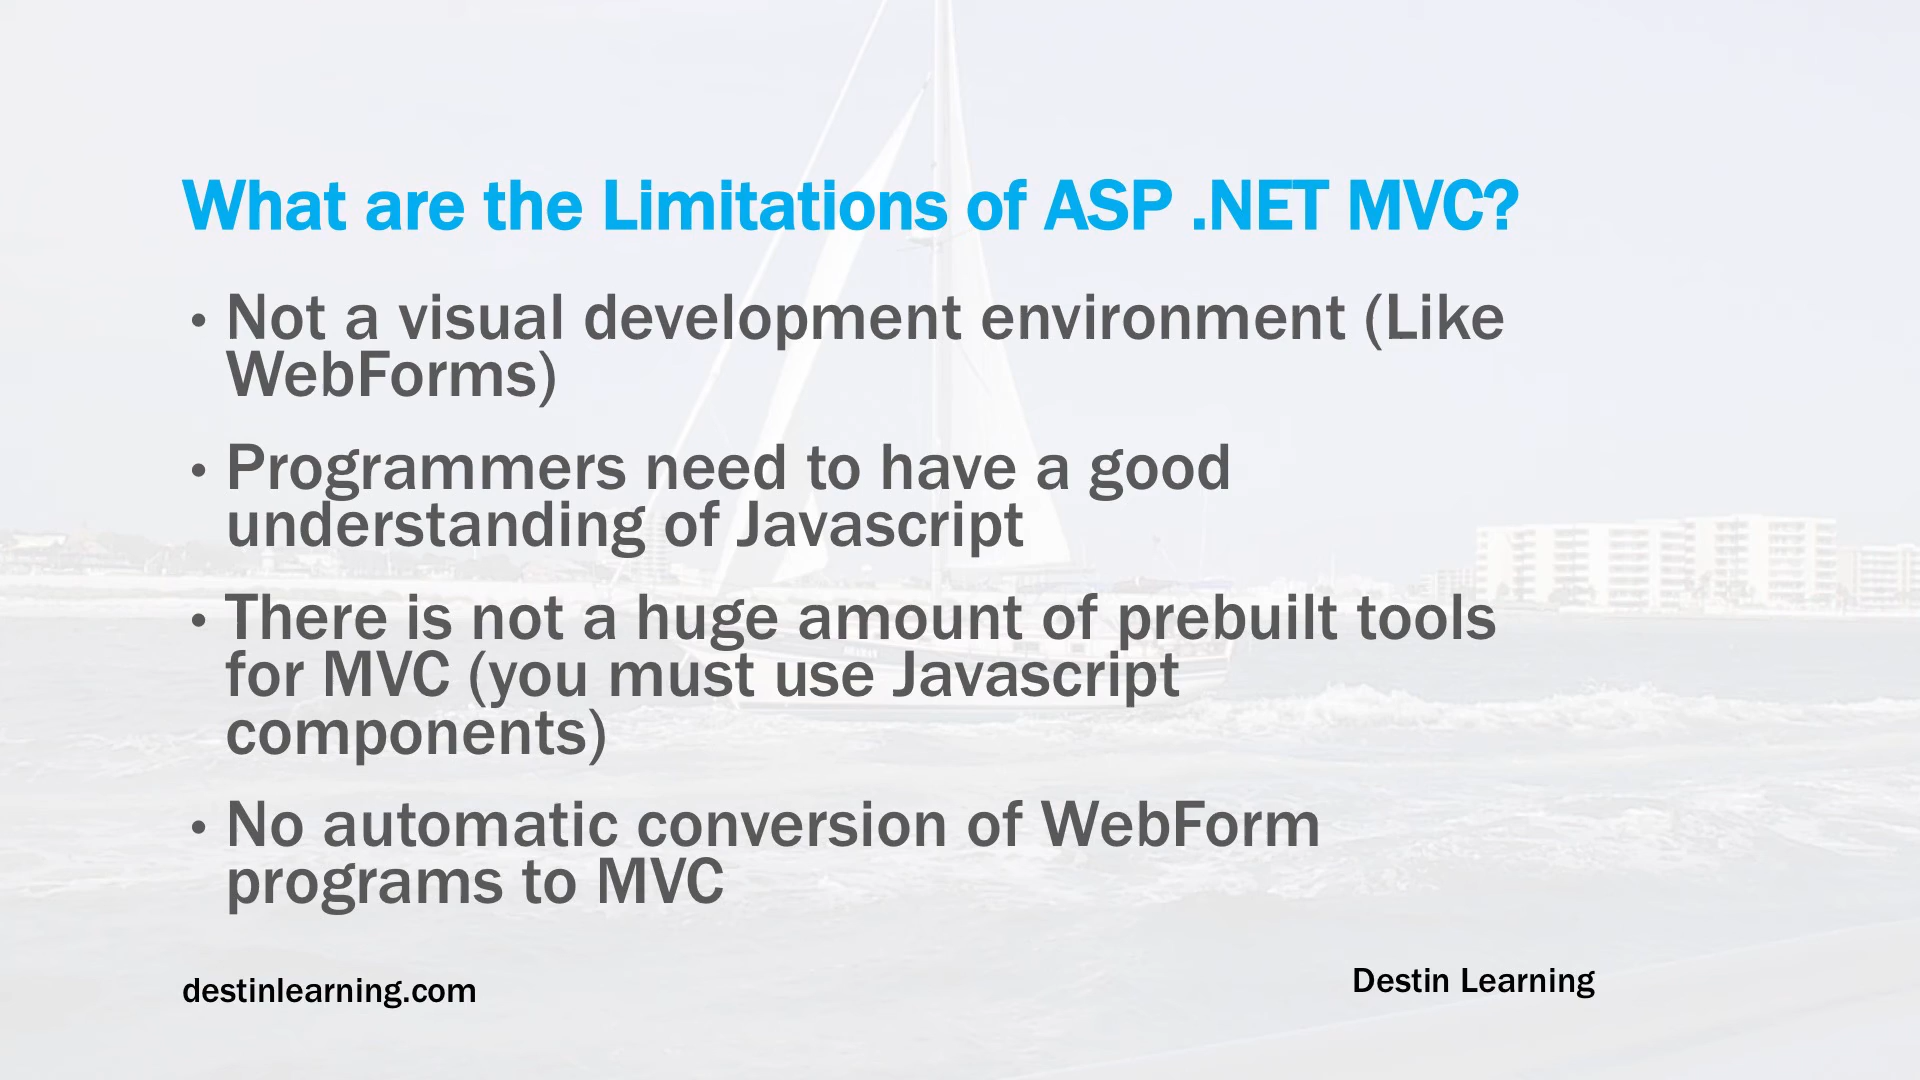 What are the Limitations of ASP .NET MVC?
• Not a visual development environment (Like
WebForms)
• Programmers need to have a good
understanding of Javascript
• There is not a huge amount of prebuilt tools
for MVC (you must use Javascript
components)
• No automatic conversion of WebForm
programs to MVC
destinlearning.com
Destin Learning